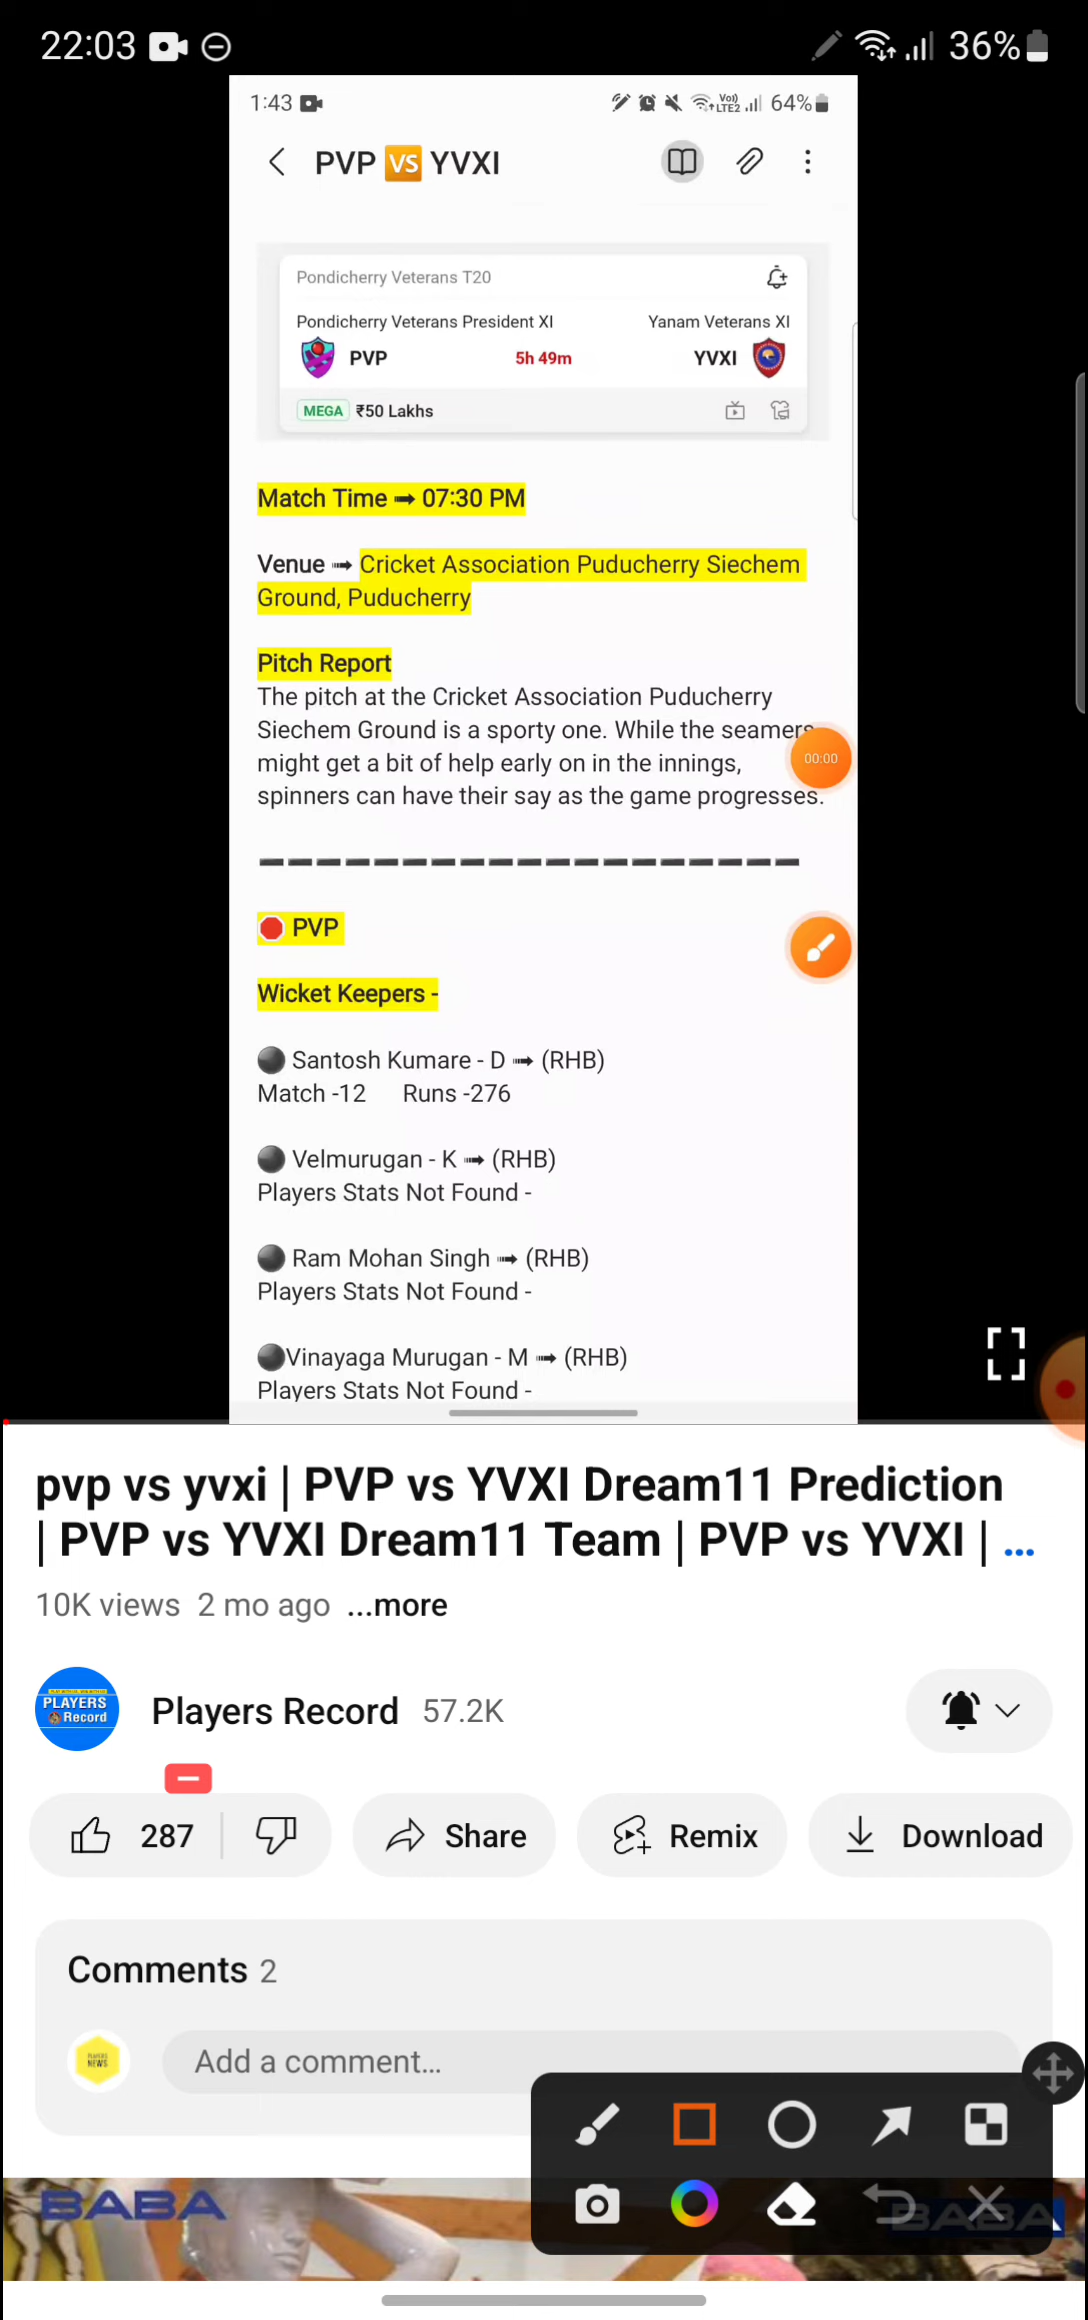 22:03
36%
1:43
Vo))
LTE2
64%
PVP VS YVXI
Pondicherry Veterans T20
Pondicherry Veterans President XI
Yanam Veterans XI
PVP
5h 49m
YVXI
MEGA ₹50 Lakhs
Match Time ➟ 07:30 PM
Venue ➟ Cricket Association Puducherry Siechem
Ground, Puducherry
Pitch Report
The pitch at the Cricket Association Puducherry
Siechem Ground is a sporty one. While the seamers
might get a bit of help early on in the innings,
spinners can have their say as the game progresses.
00:00
🛑 PVP
Wicket Keepers -
⚫ Santosh Kumare - D ➟ (RHB)
Match -12 Runs -276
⚫ Velmurugan - K ➟ (RHB)
Players Stats Not Found -
⚫ Ram Mohan Singh ➟ (RHB)
Players Stats Not Found -
⚫Vinayaga Murugan - M ➟ (RHB)
Players Stats Not Found -
pvp vs yvxi | PVP vs YVXI Dream11 Prediction
| PVP vs YVXI Dream11 Team | PVP vs YVXI | ...
10K views 2 mo ago ...more
PLAYERS
Record
Players Record 57.2K
287
Share
Remix
Download
Comments 2
PLAYERS
NEWS
Add a comment...
BABA
BABA